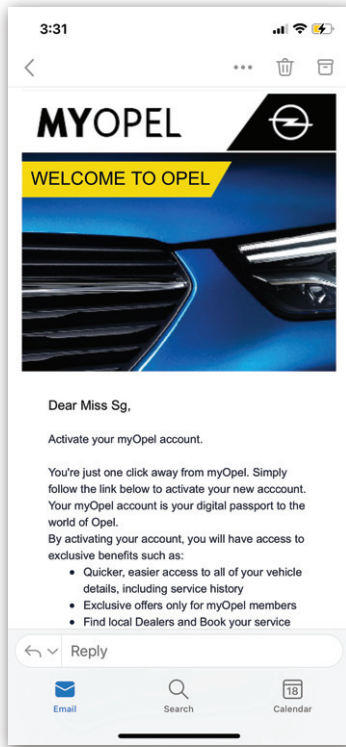 3:31
MYOPEL
WELCOME TO OPEL
Dear Miss Sg,
Activate your myOpel account.
You're just one click away from myOpel. Simply
follow the link below to activate your new acccount.
Your myOpel account is your digital passport to the
world of Opel.
By activating your account, you will have access to
exclusive benefits such as:
• Quicker, easier access to all of your vehicle
details, including service history
• Exclusive offers only for myOpel members
• Find local Dealers and Book your service
Reply
Email
Search
18
Calendar